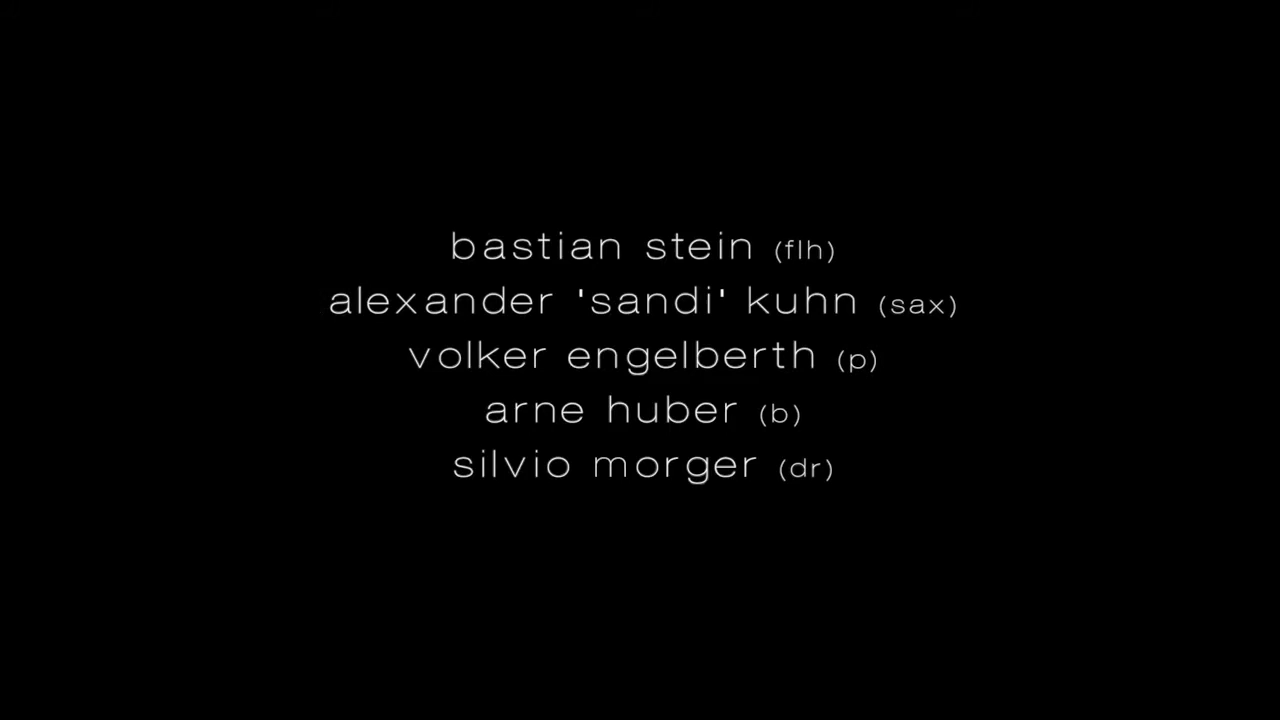 bastian stein (flh)
alexander 'sandi' kuhn (sax)
volker engelberth (p)
arne huber (b)
silvio morger (dr)